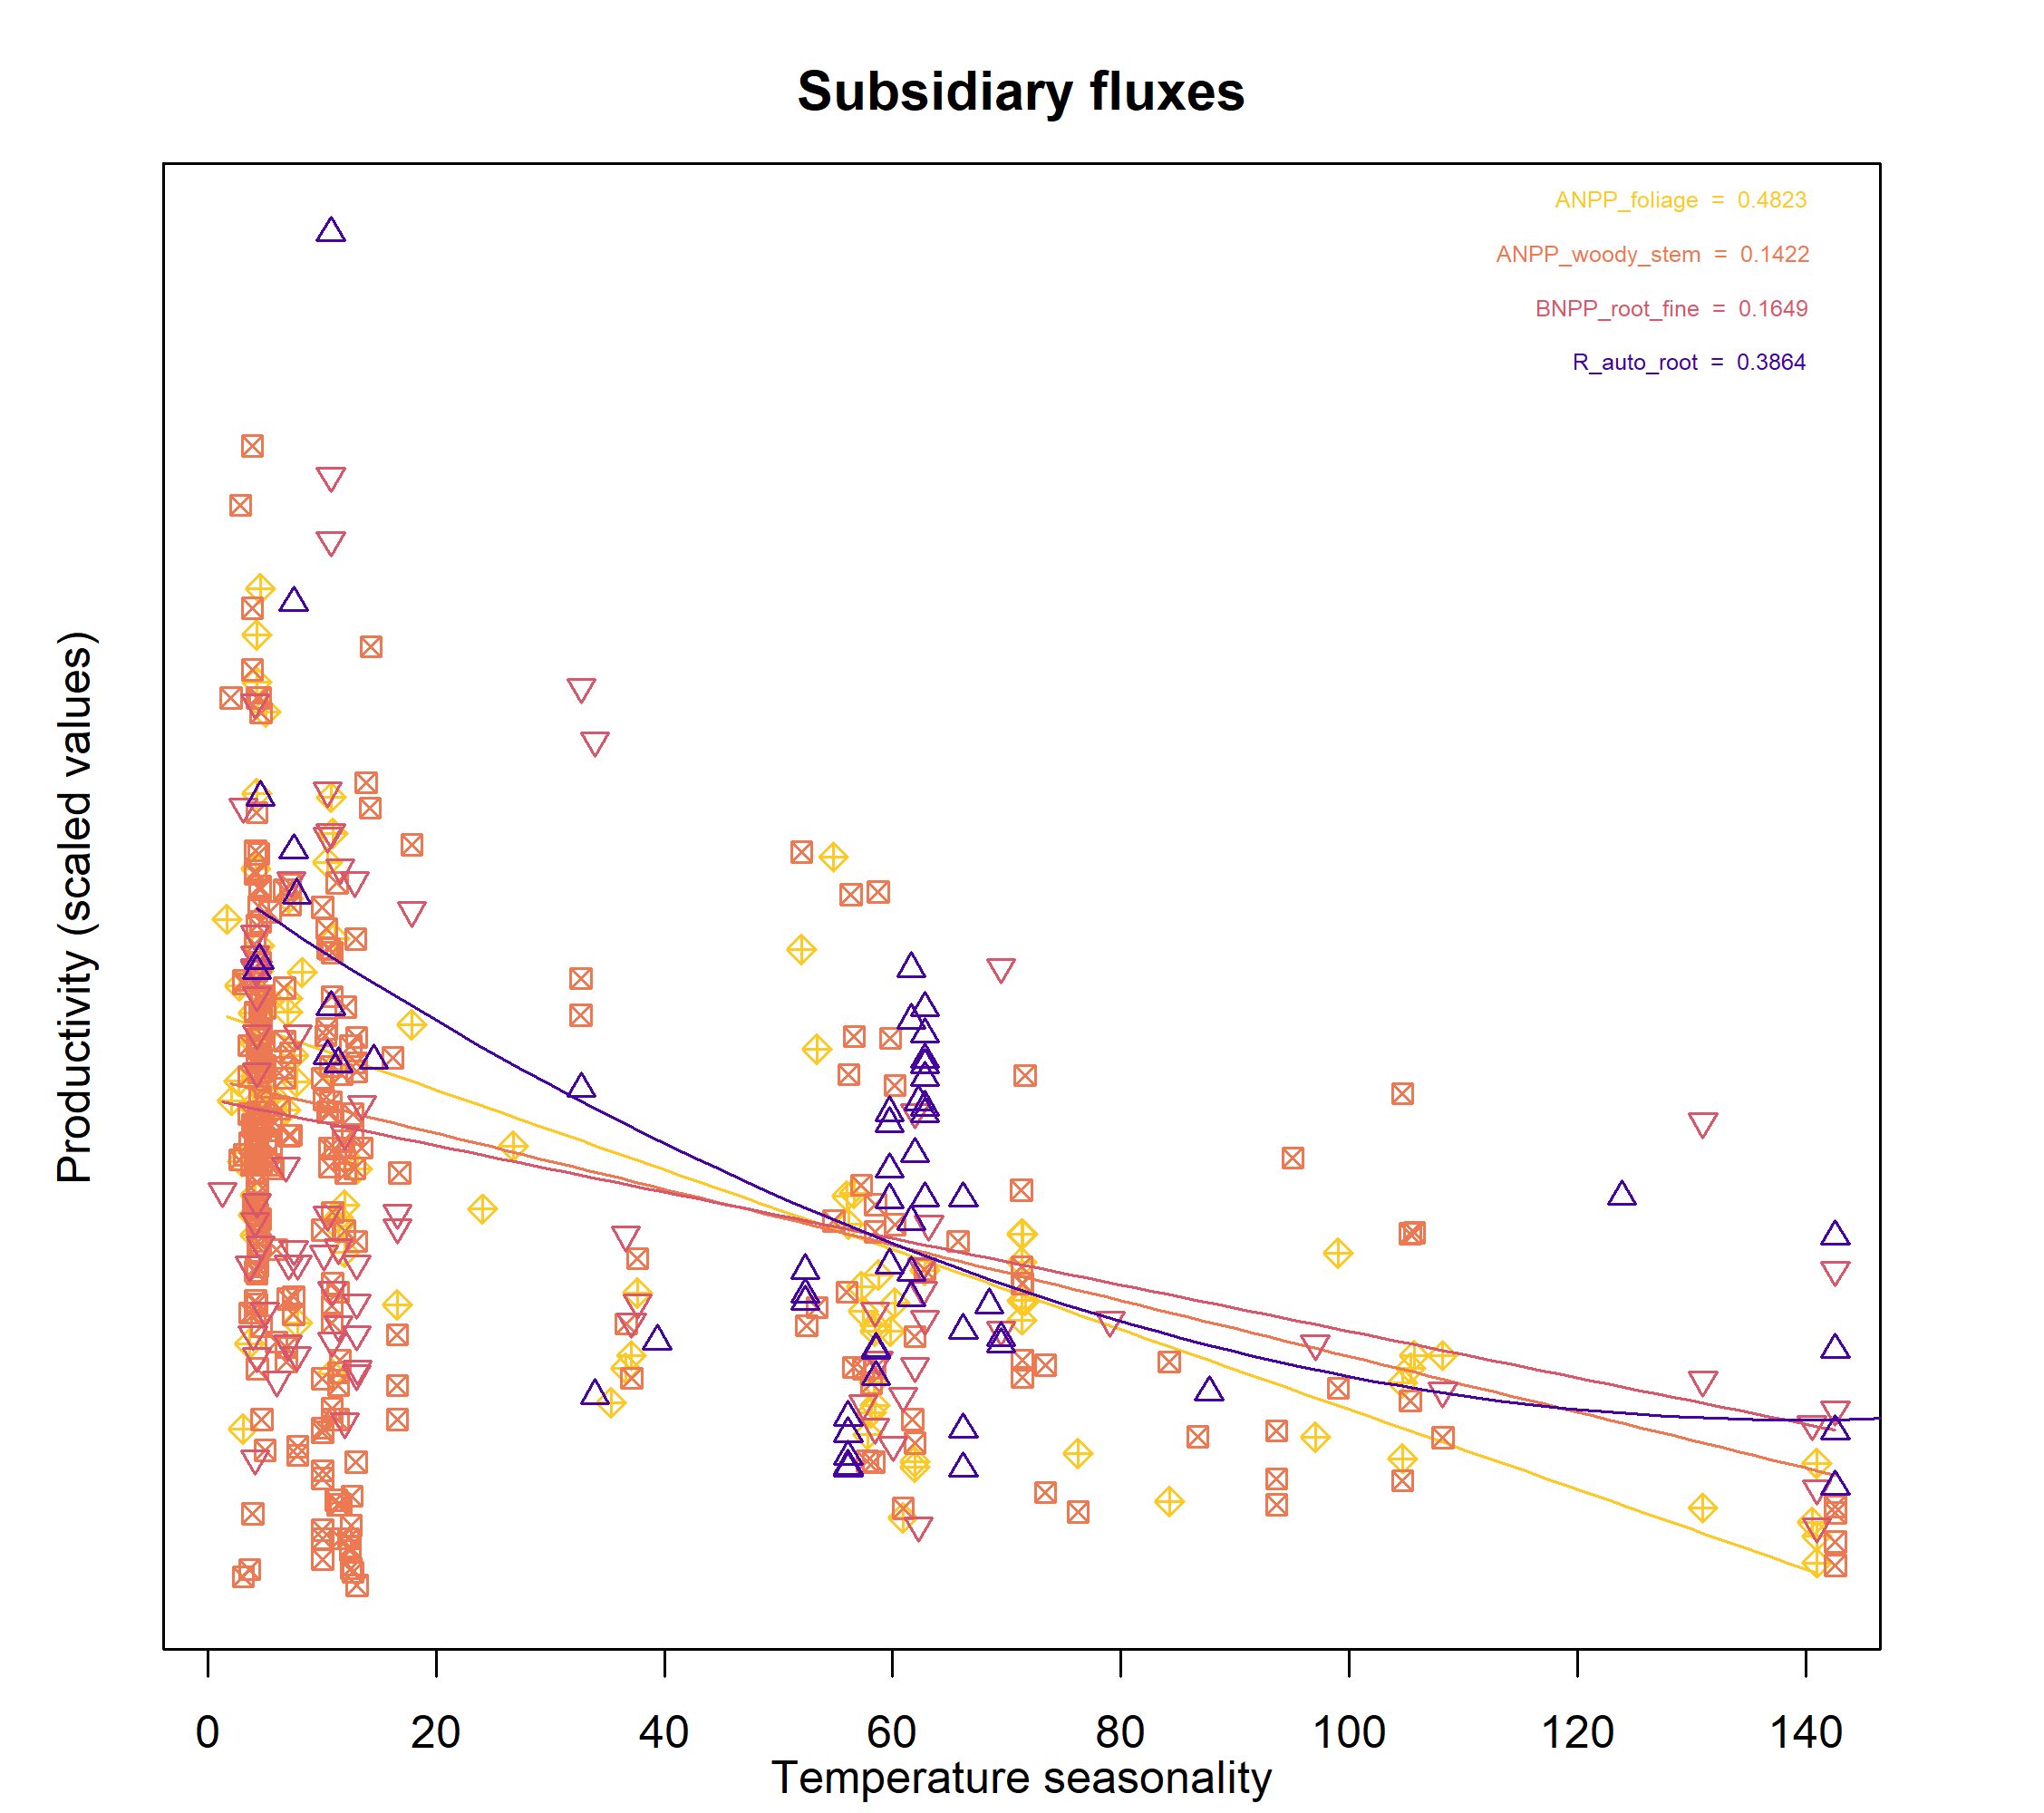 Subsidiary fluxes
ANPP_foliage = 0.4823
ANPP_woody_stem = 0.1422
BNPP_root_fine = 0.1649
R_auto_root = 0.3864
Productivity (scaled values)
0 20 40 60 80 100 120 140
Temperature seasonality